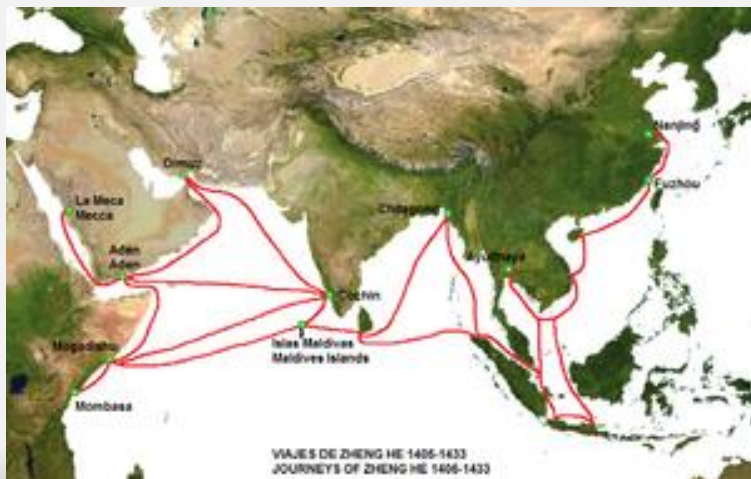 Nanjing
Fuzhou
Ormuz
La Meca
Mecca
Chittagong
Ayutthaya
Adén
Aden
Cochin
Mogadishu
Islas Maldivas
Maldives Islands
Mombasa
VIAJES DE ZHENG HE 1405-1433
JOURNEYS OF ZHENG HE 1405-1433